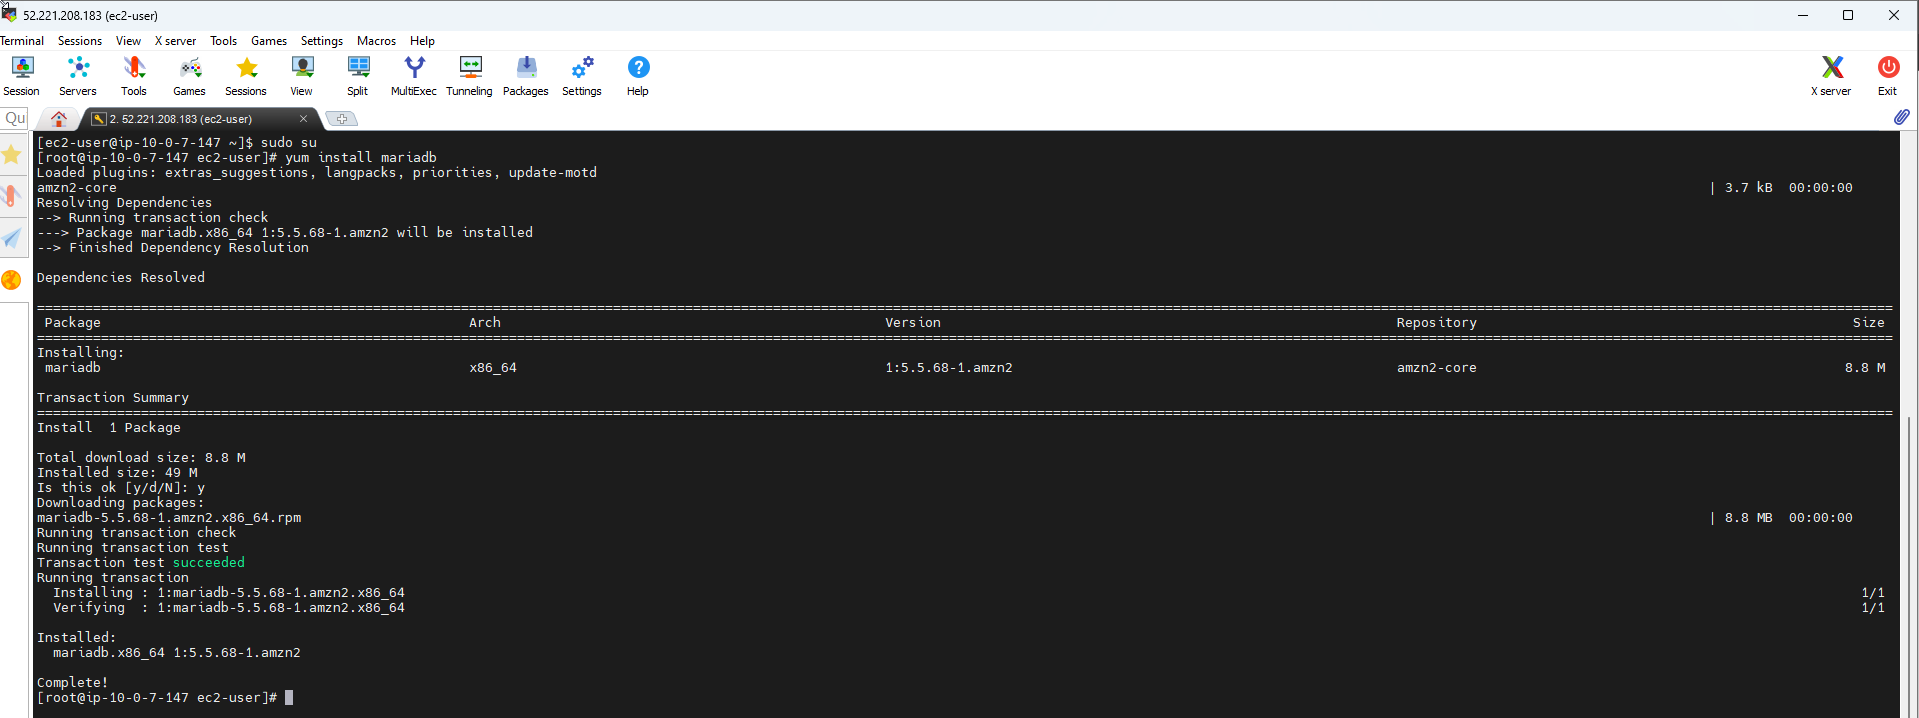 52.221.208.183 (ec2-user)
Terminal Sessions View X server Tools Games Settings Macros Help
Session Servers Tools Games Sessions View Split MultiExec Tunneling Packages Settings Help X server Exit
Qu 2. 52.221.208.183 (ec2-user)
[ec2-user@ip-10-0-7-147 ~]$ sudo su
[root@ip-10-0-7-147 ec2-user]# yum install mariadb
Loaded plugins: extras_suggestions, langpacks, priorities, update-motd
amzn2-core | 3.7 kB 00:00:00
Resolving Dependencies
--> Running transaction check
---> Package mariadb.x86_64 1:5.5.68-1.amzn2 will be installed
--> Finished Dependency Resolution
Dependencies Resolved
Package Arch Version Repository Size
Installing:
mariadb x86_64 1:5.5.68-1.amzn2 amzn2-core 8.8 M
Transaction Summary
Install 1 Package
Total download size: 8.8 M
Installed size: 49 M
Is this ok [y/d/N]: y
Downloading packages:
mariadb-5.5.68-1.amzn2.x86_64.rpm | 8.8 MB 00:00:00
Running transaction check
Running transaction test
Transaction test succeeded
Running transaction
Installing : 1:mariadb-5.5.68-1.amzn2.x86_64 1/1
Verifying : 1:mariadb-5.5.68-1.amzn2.x86_64 1/1
Installed:
mariadb.x86_64 1:5.5.68-1.amzn2
Complete!
[root@ip-10-0-7-147 ec2-user]#